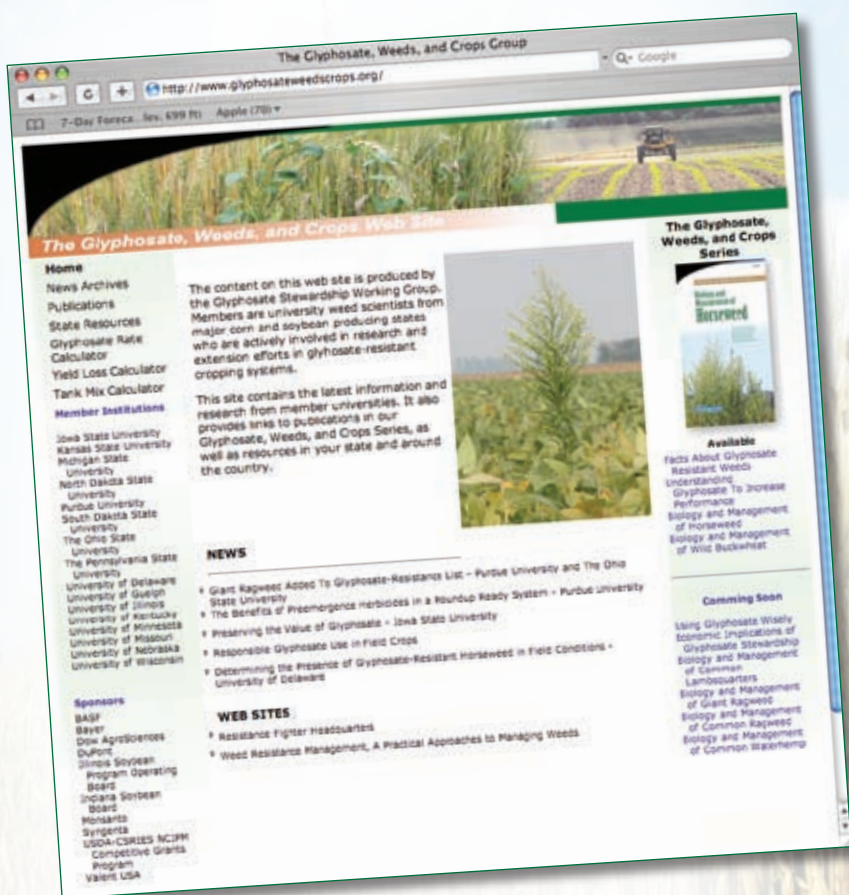 The Glyphosate, Weeds, and Crops Group
http://www.glyphosateweedscrops.org/
Google
7-Day Foreca...lev, 699 ft)
Apple (70)
The Glyphosate, Weeds, and Crops Web Site
Home
News Archives
Publications
State Resources
Glyphosate Rate
Calculator
Yield Loss Calculator
Tank Mix Calculator
Member Institutions
Iowa State University
Kansas State University
Michigan State
University
North Dakota State
University
Purdue University
South Dakota State
University
The Ohio State
University
The Pennsylvania State
University
University of Delaware
University of Guelph
University of Illinois
University of Kentucky
University of Minnesota
University of Missouri
University of Nebraska
University of Wisconsin
Sponsors
BASF
Bayer
Dow AgroSciences
DuPont
Illinois Soybean
Program Operating
Board
Indiana Soybean
Board
Monsanto
Syngenta
USDA-CSRIES NCIPM
Competitive Grants
Program
Valent USA
The content on this web site is produced by
the Glyphosate Stewardship Working Group.
Members are university weed scientists from
major corn and soybean producing states
who are actively involved in research and
extension efforts in glyhosate-resistant
cropping systems.
This site contains the latest information and
research from member universities. It also
provides links to publications in our
Glyphosate, Weeds, and Crops Series, as
well as resources in your state and around
the country.
NEWS
Giant Ragweed Added To Glyphosate-Resistance List - Purdue University and The Ohio
State University
The Benefits of Preemergence Herbicides in a Roundup Ready System - Purdue University
Preserving the Value of Glyphosate - Iowa State University
Responsible Glyphosate Use in Field Crops
Determining the Presence of Glyphosate-Resistant Horseweed in Field Conditions -
University of Delaware
WEB SITES
Resistance Fighter Headquarters
Weed Resistance Management, A Practical Approaches to Managing Weeds
The Glyphosate,
Weeds, and Crops
Series
Biology and
Management of
Horseweed
Available
Facts About Glyphosate
Resistant Weeds
Understanding
Glyphosate To Increase
Performance
Biology and Management
of Horseweed
Biology and Management
of Wild Buckwheat
Comming Soon
Using Glyphosate Wisely
Economic Implications of
Glyphosate Stewardship
Biology and Management
of Common
Lambsquarters
Biology and Management
of Giant Ragweed
Biology and Management
of Common Ragweed
Biology and Management
of Common Waterhemp